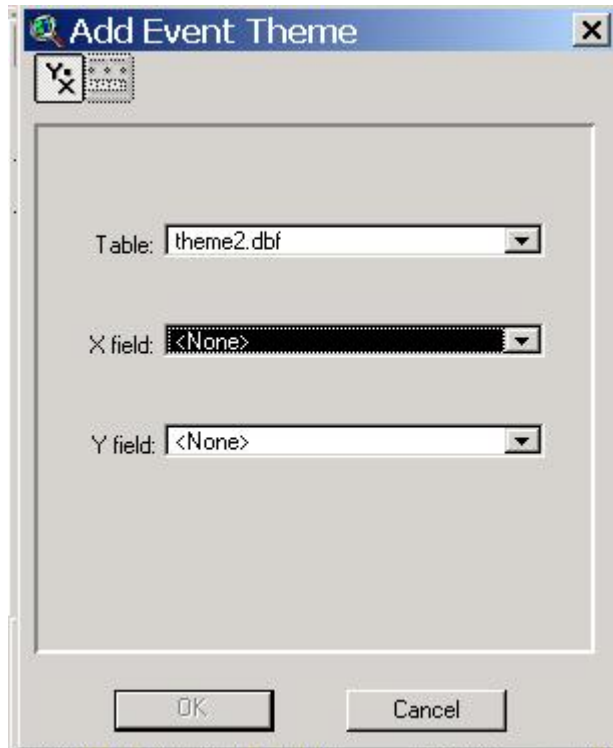 Add Event Theme
Y X
Table: theme2.dbf
X field: <None>
Y field: <None>
OK Cancel